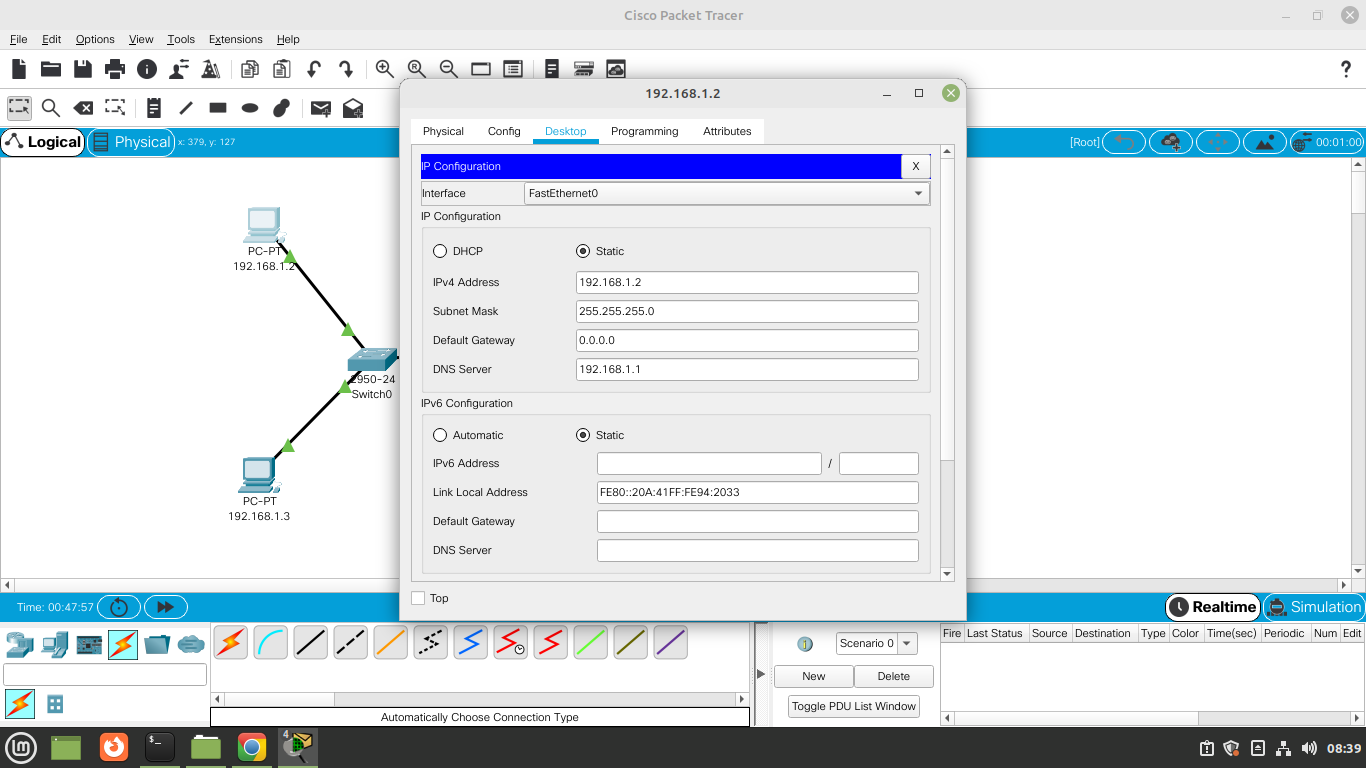 Cisco Packet Tracer
File Edit Options View Tools Extensions Help
?
192.168.1.2
Logical Physical x: 379, y: 127
[Root] 00:01:00
Physical Config Desktop Programming Attributes
IP Configuration X
Interface FastEthernet0
IP Configuration
DHCP Static
IPv4 Address 192.168.1.2
Subnet Mask 255.255.255.0
Default Gateway 0.0.0.0
DNS Server 192.168.1.1
IPv6 Configuration
Automatic Static
IPv6 Address /
Link Local Address FE80::20A:41FF:FE94:2033
Default Gateway
DNS Server
Top
PC-PT
192.168.1.2
2950-24
Switch0
PC-PT
192.168.1.3
Time: 00:47:57
Realtime Simulation
Automatically Choose Connection Type
1 Scenario 0
New Delete
Toggle PDU List Window
Fire Last Status Source Destination Type Color Time(sec) Periodic Num Edit
4
08:39